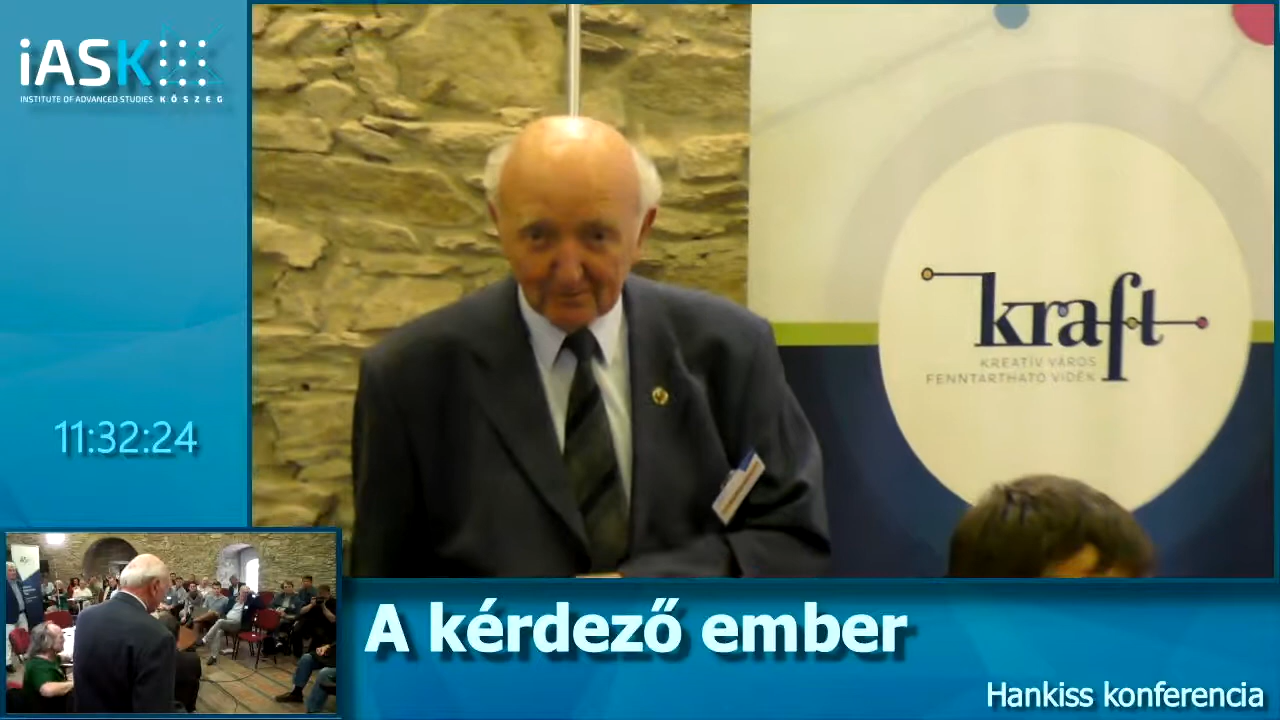 iASK
INSTITUTE OF ADVANCED STUDIES KŐSZEG
kraft
KREATÍV VÁROS
FENNTARTHATÓ VIDÉK
11:32:24
A kérdező ember
Hankiss konferencia